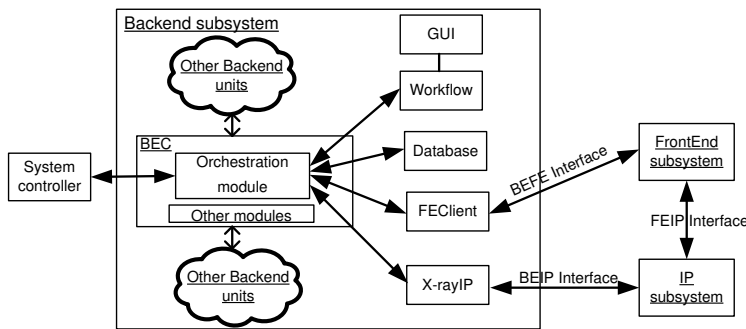 Backend subsystem
GUI
Other Backend
units
Workflow
BEC
Orchestration
module
Database
FrontEnd
subsystem
System
controller
BEFE Interface
Other modules
FEClient
FEIP Interface
Other Backend
units
X-rayIP
BEIP Interface
IP
subsystem